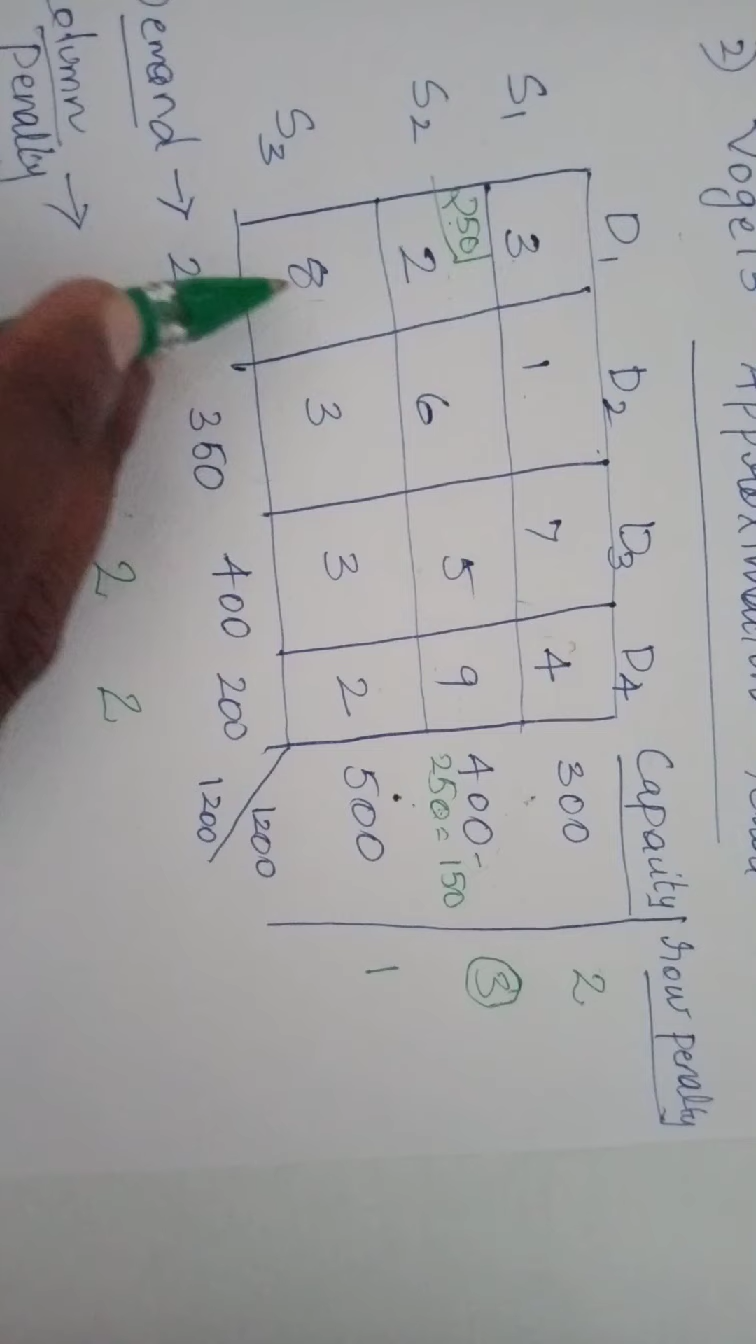 2) Vogel's Approximation
D1 D2 D3 D4 Capacity row penalty
S1 3 1 7 4 300 2
250
S2 2 6 5 9 400- 3
250 = 150
S3 8 3 3 2 500 1
1200
Demand → 2 350 400 200 1200
Column → 2 2
Penalty